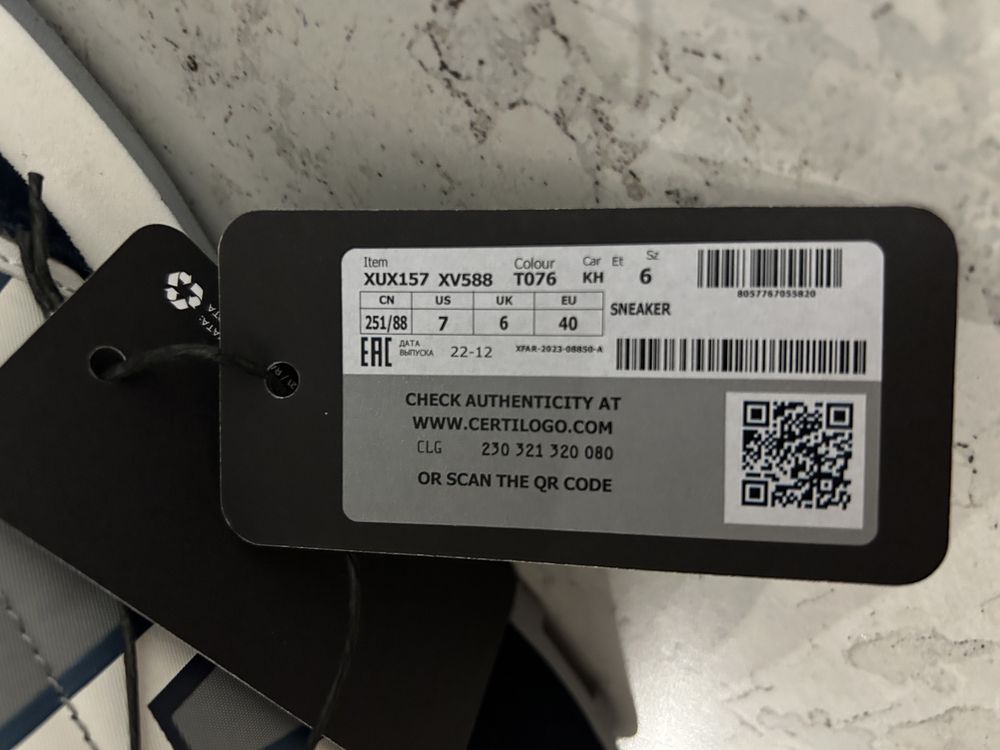 Item Colour Car Et Sz
XUX157 XV588 T076 KH 6
8057767055820
CN US UK EU
251/88 7 6 40
SNEAKER
EAC ДАТА ВЫПУСКА 22-12 XFAR-2023-08850-A
CHECK AUTHENTICITY AT
WWW.CERTILOGO.COM
CLG 230 321 320 080
OR SCAN THE QR CODE